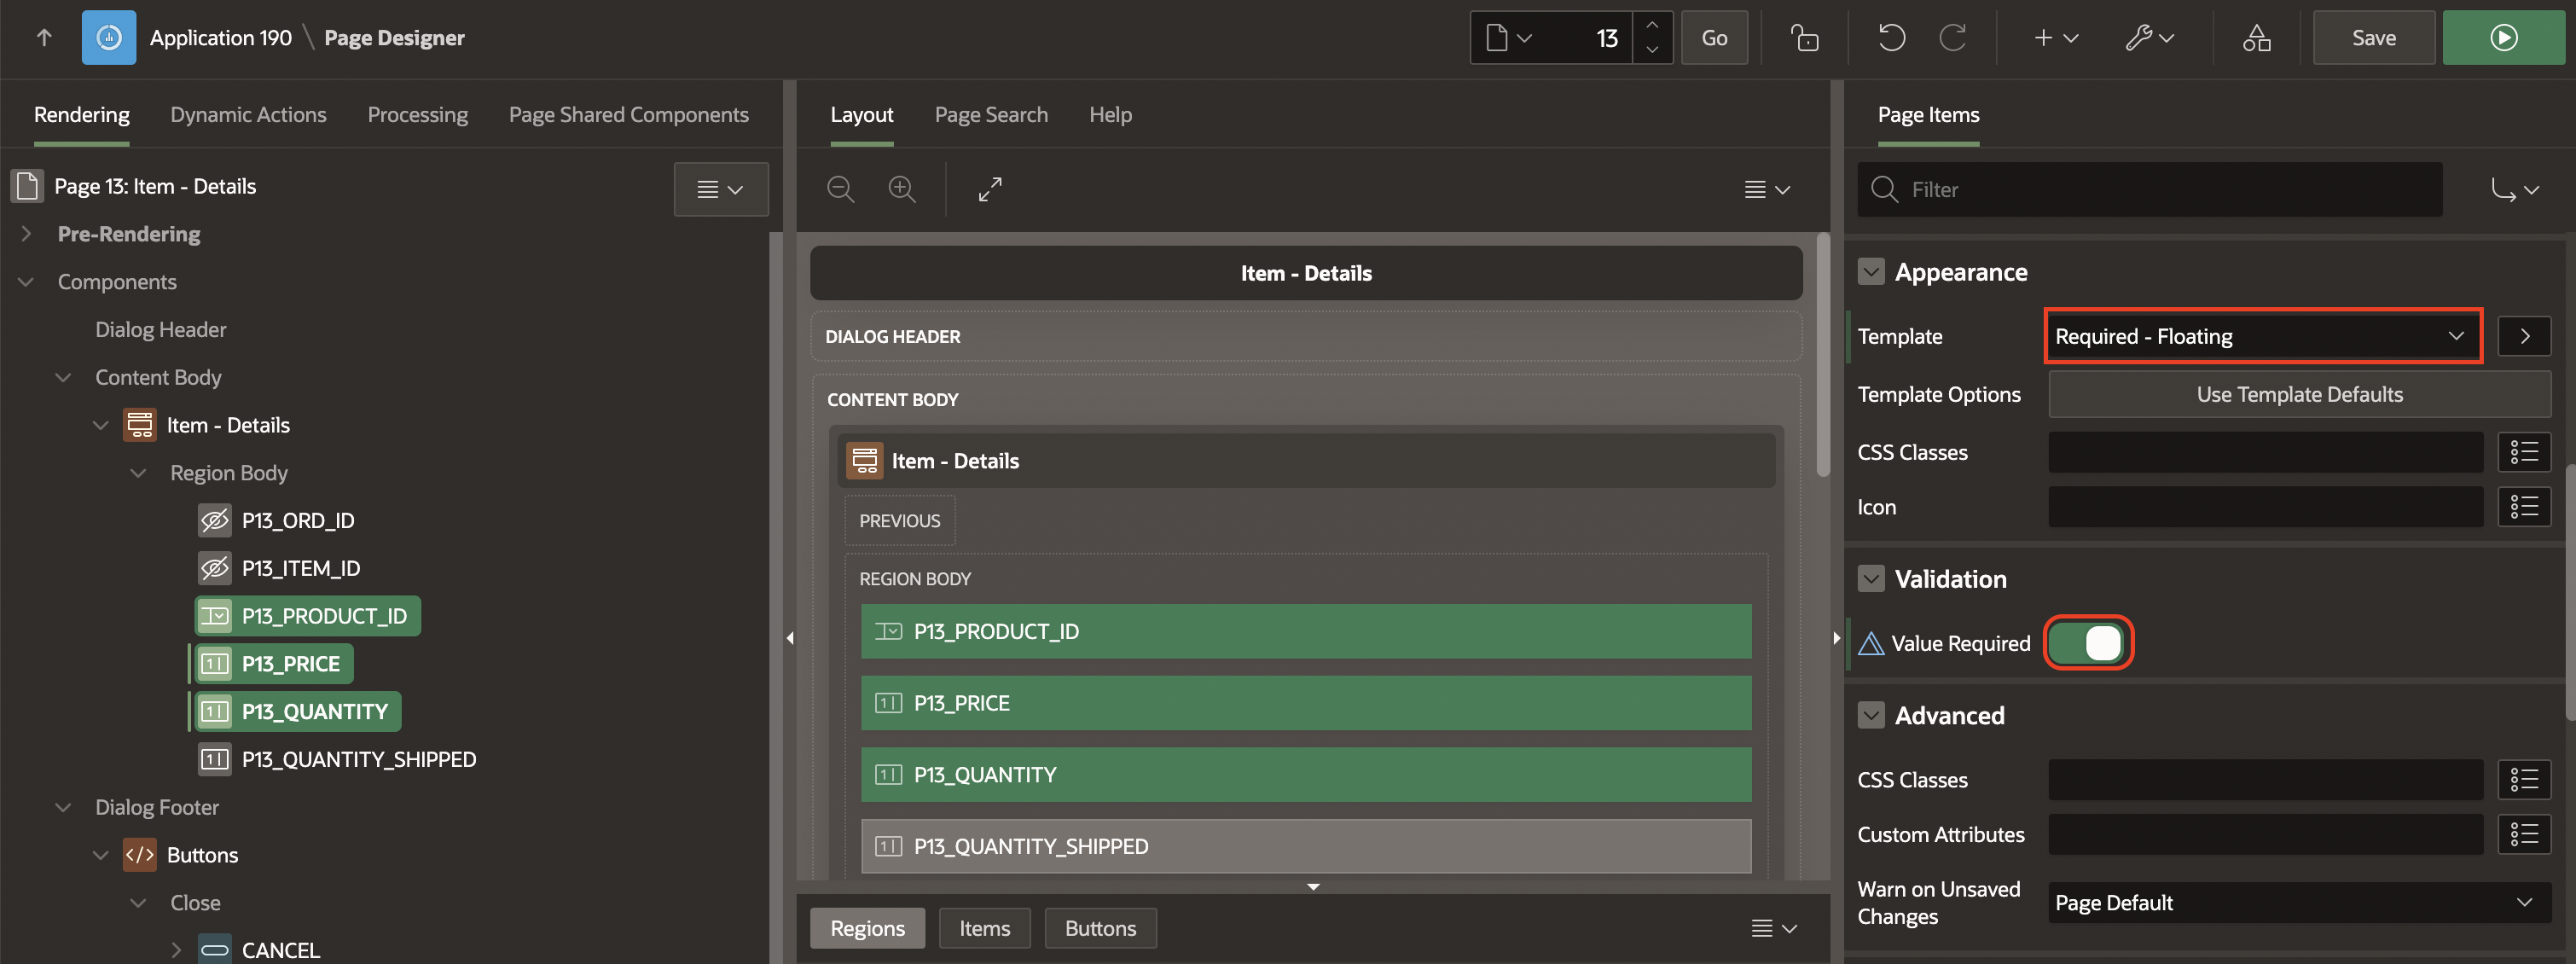 Application 190 \ Page Designer
13
Go
Save
Rendering
Dynamic Actions
Processing
Page Shared Components
Page 13: Item - Details
Pre-Rendering
Components
Dialog Header
Content Body
Item - Details
Region Body
P13_ORD_ID
P13_ITEM_ID
P13_PRODUCT_ID
P13_PRICE
P13_QUANTITY
P13_QUANTITY_SHIPPED
Dialog Footer
Buttons
Close
CANCEL
Layout
Page Search
Help
Item - Details
DIALOG HEADER
CONTENT BODY
Item - Details
PREVIOUS
REGION BODY
P13_PRODUCT_ID
P13_PRICE
P13_QUANTITY
P13_QUANTITY_SHIPPED
Regions
Items
Buttons
Page Items
Filter
Appearance
Template
Required - Floating
Template Options
Use Template Defaults
CSS Classes
Icon
Validation
Value Required
Advanced
CSS Classes
Custom Attributes
Warn on Unsaved
Changes
Page Default